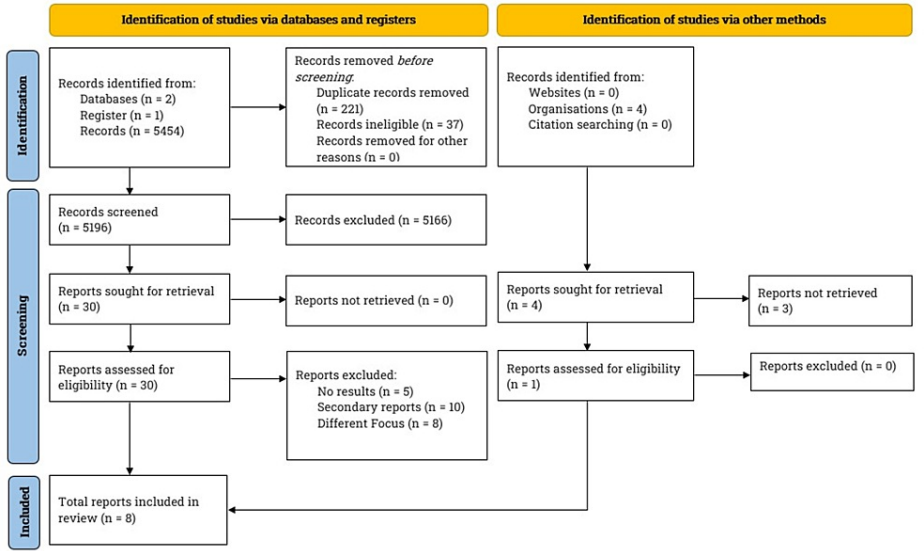 Identification of studies via databases and registers
Identification of studies via other methods
Identification
Records identified from:
Databases (n = 2)
Register (n = 1)
Records (n = 5454)
Records removed before
screening:
Duplicate records removed
(n = 221)
Records ineligible (n = 37)
Records removed for other
reasons (n = 0)
Records identified from:
Websites (n = 0)
Organisations (n = 4)
Citation searching (n = 0)
Screening
Records screened
(n = 5196)
Records excluded (n = 5166)
Reports sought for retrieval
(n = 30)
Reports not retrieved (n = 0)
Reports sought for retrieval
(n = 4)
Reports not retrieved
(n = 3)
Reports assessed for
eligibility (n = 30)
Reports excluded:
No results (n = 5)
Secondary reports (n = 10)
Different Focus (n = 8)
Reports assessed for eligibility
(n = 1)
Reports excluded (n = 0)
Included
Total reports included in
review (n = 8)